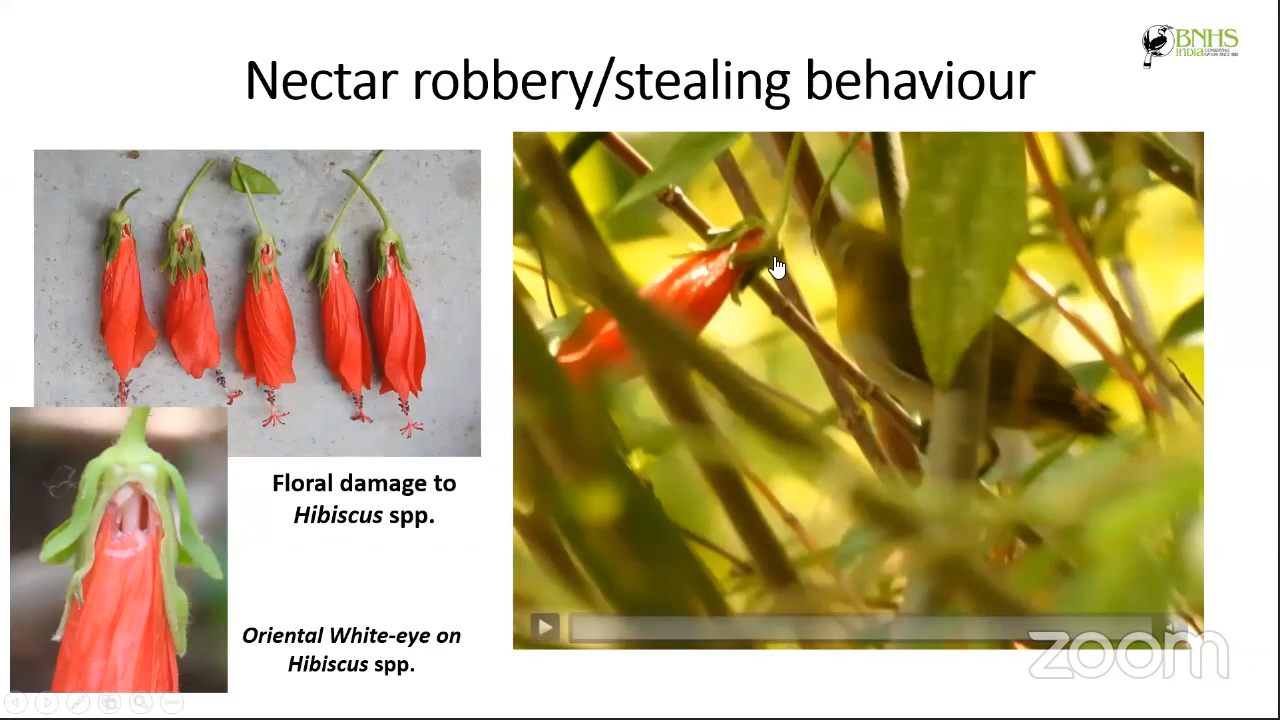 BNHS
India
Nectar robbery/stealing behaviour
Floral damage to
Hibiscus spp.
Oriental White-eye on
Hibiscus spp.
zoom